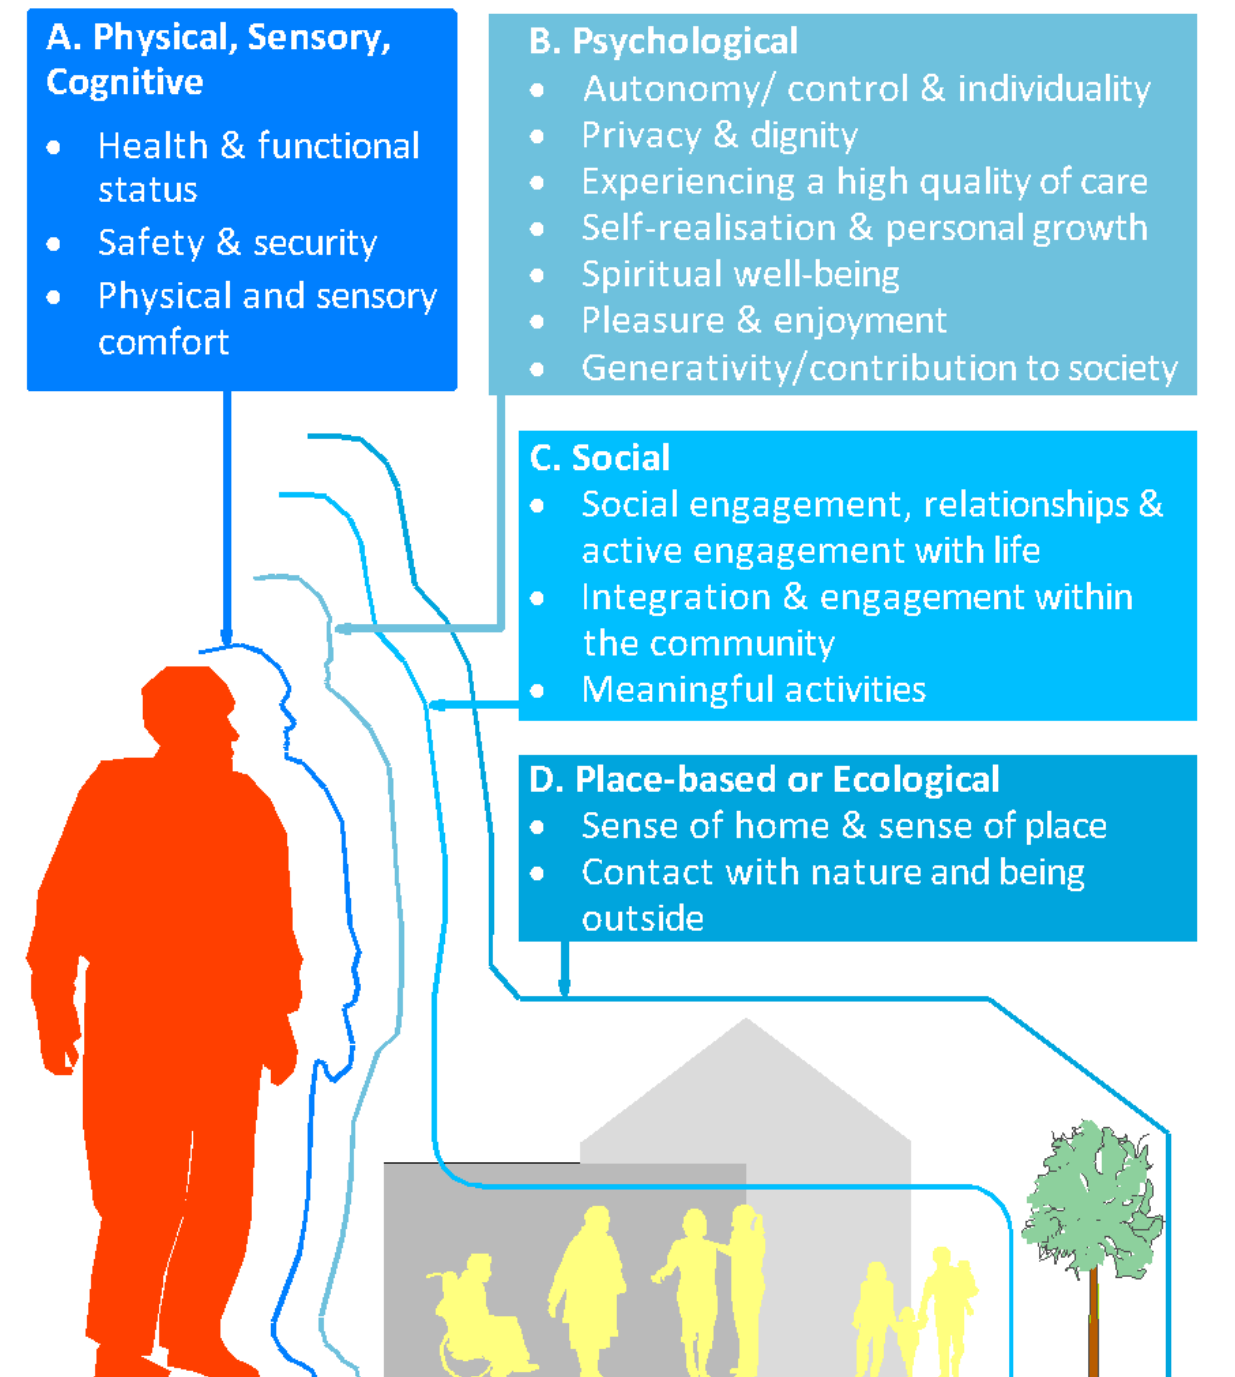 A. Physical, Sensory,
Cognitive
• Health & functional
status
• Safety & security
• Physical and sensory
comfort
B. Psychological
• Autonomy/ control & individuality
• Privacy & dignity
• Experiencing a high quality of care
• Self-realisation & personal growth
• Spiritual well-being
• Pleasure & enjoyment
• Generativity/contribution to society
C. Social
• Social engagement, relationships &
active engagement with life
• Integration & engagement within
the community
• Meaningful activities
D. Place-based or Ecological
• Sense of home & sense of place
• Contact with nature and being
outside